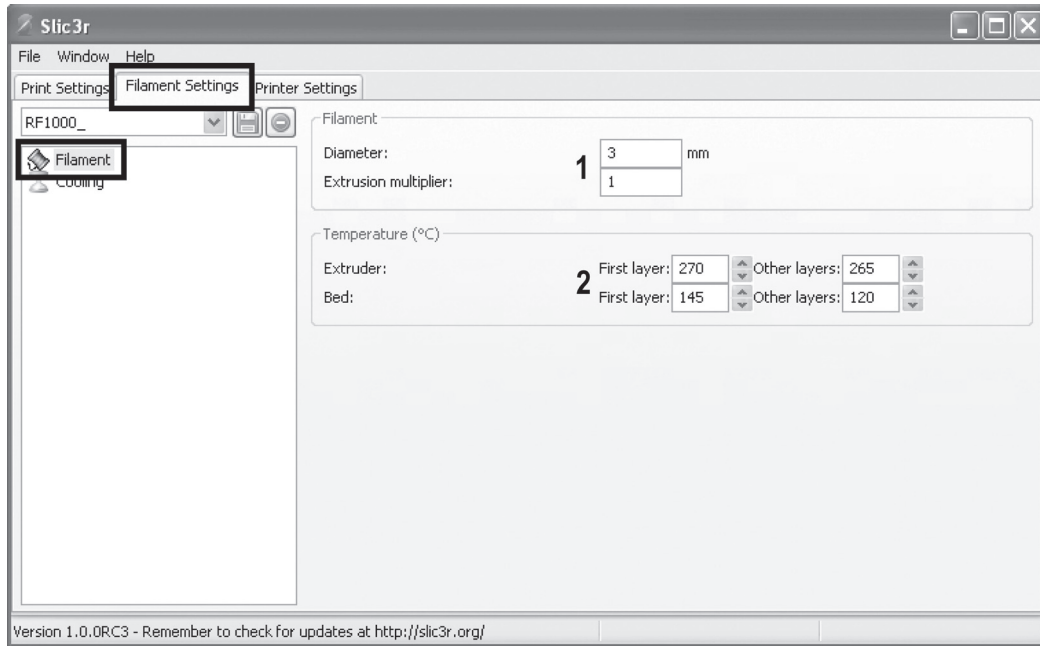 Slic3r
File Window Help
Print Settings Filament Settings Printer Settings
RF1000_
Filament
Cooling
Filament
Diameter: 1 3 mm
Extrusion multiplier: 1
Temperature (°C)
Extruder: 2 First layer: 270 Other layers: 265
Bed: First layer: 145 Other layers: 120
Version 1.0.0RC3 - Remember to check for updates at http://slic3r.org/